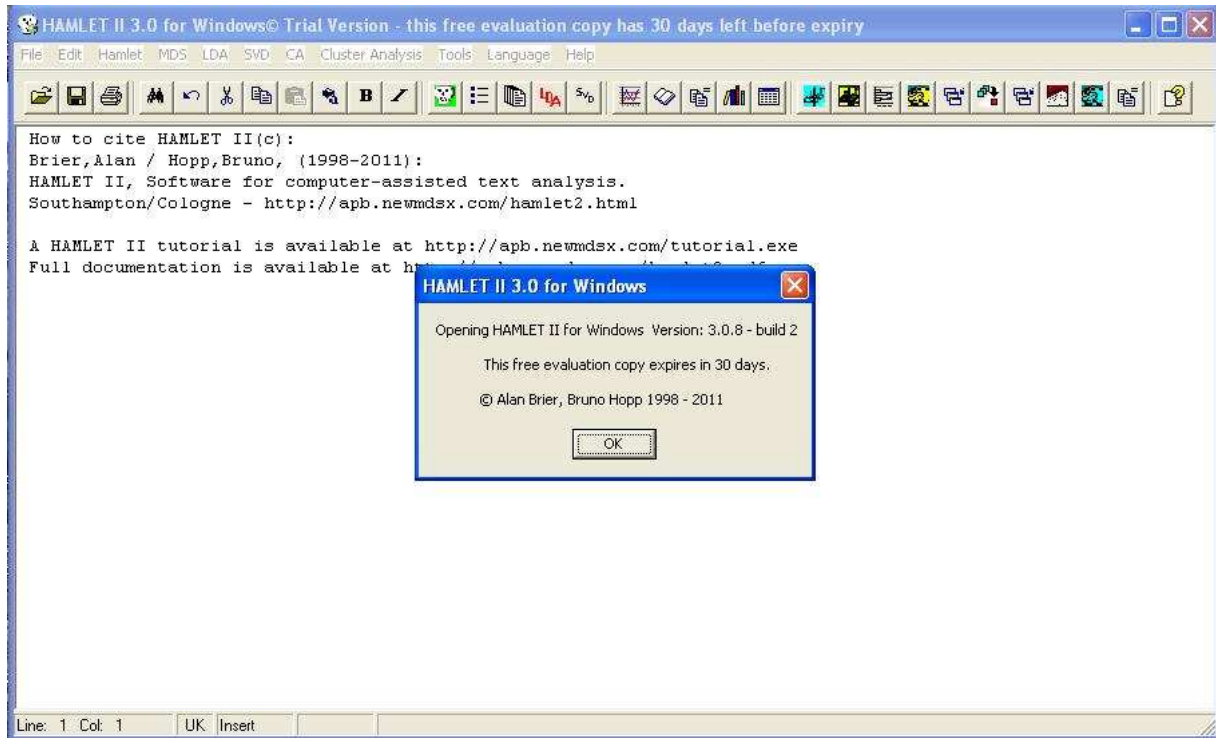 HAMLET II 3.0 for Windows© Trial Version - this free evaluation copy has 30 days left before expiry
File Edit Hamlet MDS LDA SVD CA Cluster Analysis Tools Language Help
B I LDA SVD
How to cite HAMLET II(c):
Brier,Alan / Hopp,Bruno, (1998-2011):
HAMLET II, Software for computer-assisted text analysis.
Southampton/Cologne - http://apb.newmdsx.com/hamlet2.html
A HAMLET II tutorial is available at http://apb.newmdsx.com/tutorial.exe
Full documentation is available at
HAMLET II 3.0 for Windows
Opening HAMLET II for Windows Version: 3.0.8 - build 2
This free evaluation copy expires in 30 days.
© Alan Brier, Bruno Hopp 1998 - 2011
OK
Line: 1 Col: 1 UK Insert